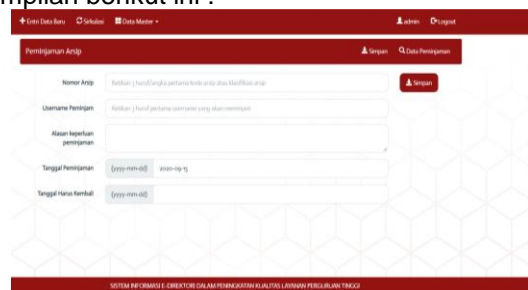 mpilan berikut ini :
Entri Data Baru Sirkulasi Data Master admin Logout
Peminjaman Arsip Simpan Data Peminjaman
Nomor Arsip Ketikan 3 huruf/angka pertama kode arsip atau klasifikasi arsip Simpan
Username Peminjam Ketikan 3 huruf pertama username yang akan meminjam
Alasan keperluan
peminjaman
Tanggal Peminjaman (yyyy-mm-dd) 2020-09-15
Tanggal Harus Kembali (yyyy-mm-dd)
SISTEM INFORMASI E-DIREKTORI DALAM PENINGKATAN KUALITAS LAYANAN PERGURUAN TINGGI